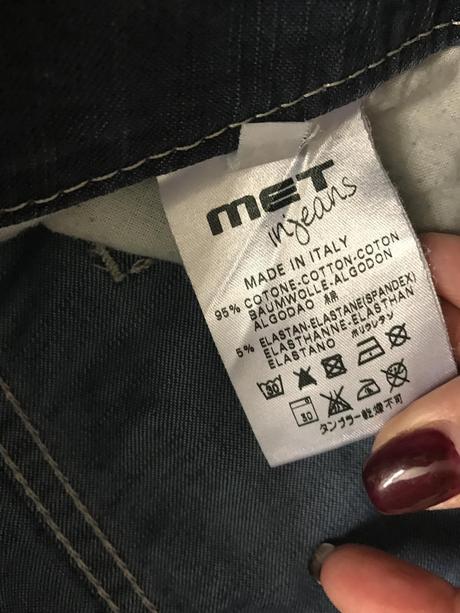 MET
in Jeans
MADE IN ITALY
95% COTONE-COTTON-COTON
BAUMWOLLE-ALGODON
ALGODAO 綿
5% ELASTAN-ELASTANE(SPANDEX)
ELASTHANNE-ELASTHAN
ELASTANO ポリウレタン
30
30
タンブラー乾燥不可